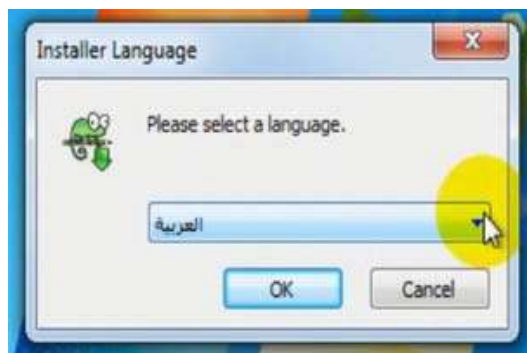 Installer Language
Please select a language.
العربية
OK
Cancel